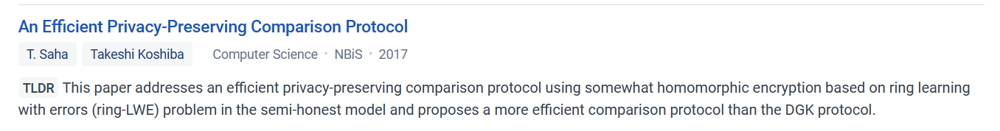 An Efficient Privacy-Preserving Comparison Protocol
T. Saha Takeshi Koshiba Computer Science · NBiS · 2017
TLDR This paper addresses an efficient privacy-preserving comparison protocol using somewhat homomorphic encryption based on ring learning
with errors (ring-LWE) problem in the semi-honest model and proposes a more efficient comparison protocol than the DGK protocol.